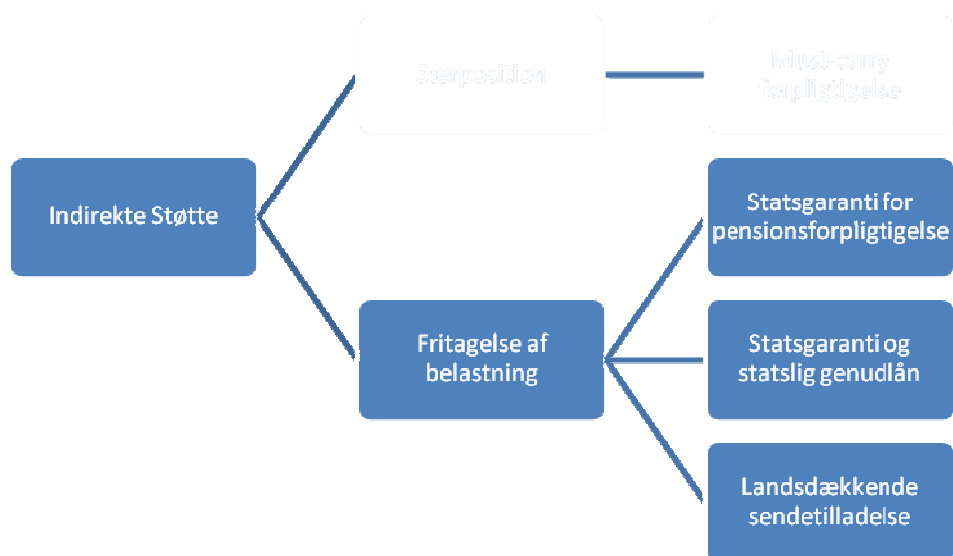 Særposition
Must-carry
forpligtigelse
Indirekte Støtte
Statsgaranti for
pensionsforpligtigelse
Fritagelse af
belastning
Statsgaranti og
statslig genudlån
Landsdækkende
sendetilladelse